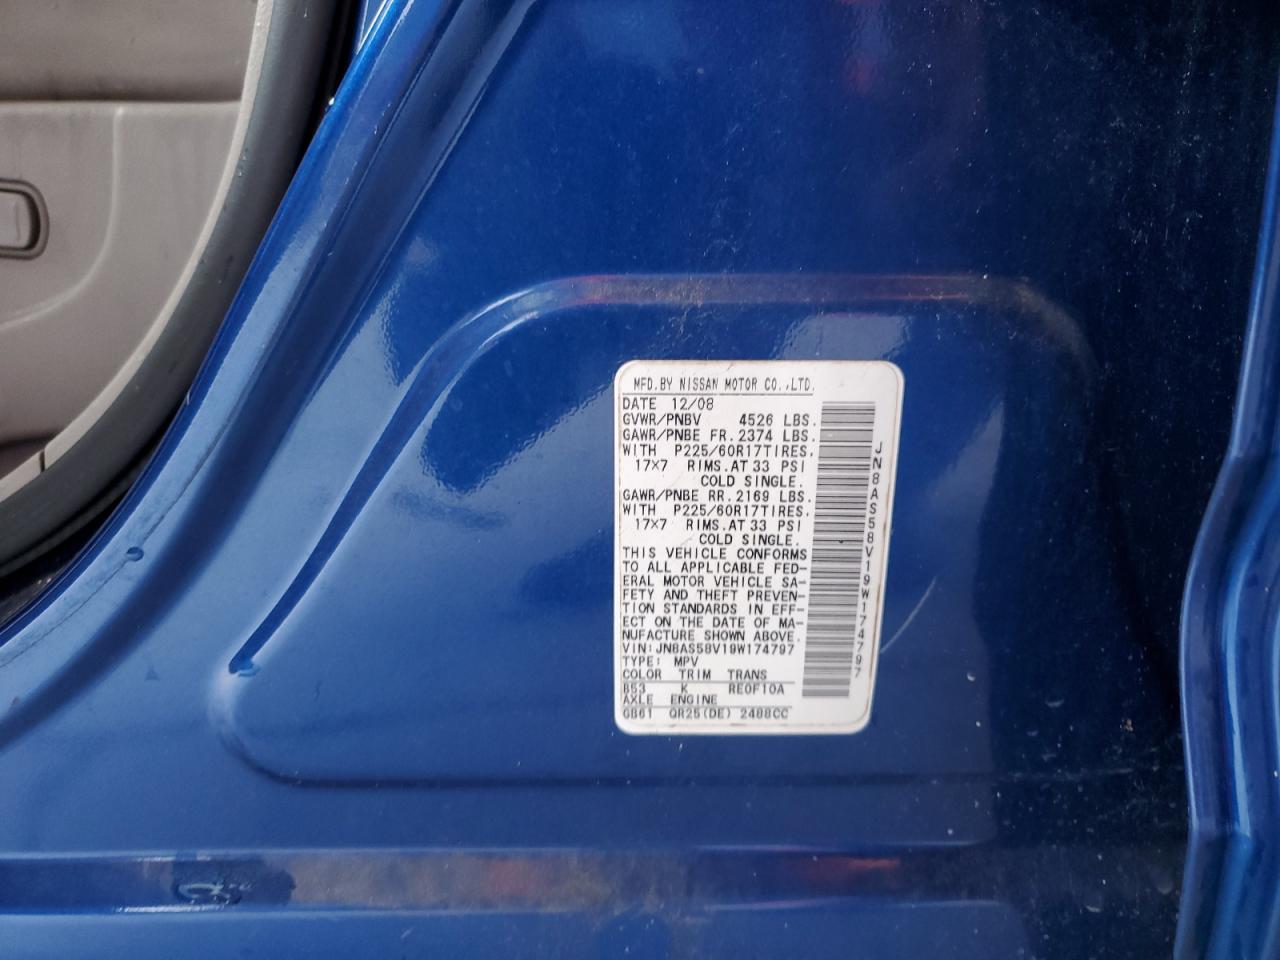 MFD.BY NISSAN MOTOR CO.,LTD.
DATE 12/08
GVWR/PNBV 4526 LBS.
GAWR/PNBE FR.2374 LBS.
WITH P225/60R17TIRES.
17×7 RIMS.AT 33 PSI
COLD SINGLE.
GAWR/PNBE RR.2169 LBS.
WITH P225/60R17TIRES.
17×7 RIMS.AT 33 PSI
COLD SINGLE.
THIS VEHICLE CONFORMS
TO ALL APPLICABLE FED-
ERAL MOTOR VEHICLE SA-
FETY AND THEFT PREVEN-
TION STANDARDS IN EFF-
ECT ON THE DATE OF MA-
NUFACTURE SHOWN ABOVE.
VIN:JN8AS58V19W174797
TYPE: MPV
COLOR TRIM TRANS
B53 K RE0F10A
AXLE ENGINE
GB61 QR25(DE) 2488CC
JN8AS58V19W174797